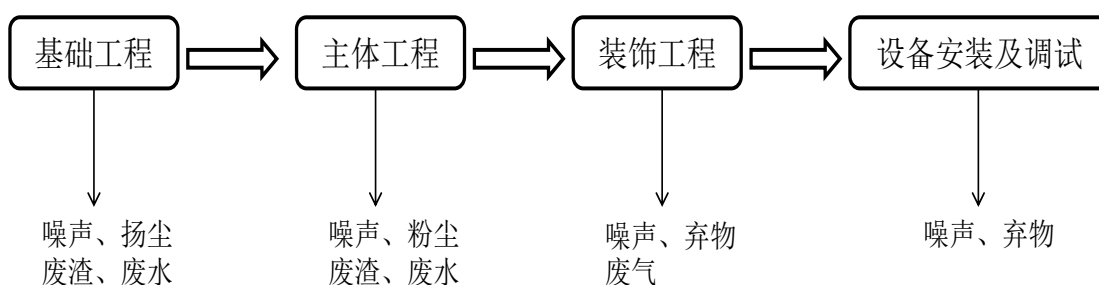 基础工程
主体工程
装饰工程
设备安装及调试
噪声、扬尘
废渣、废水
噪声、粉尘
废渣、废水
噪声、弃物
废气
噪声、弃物